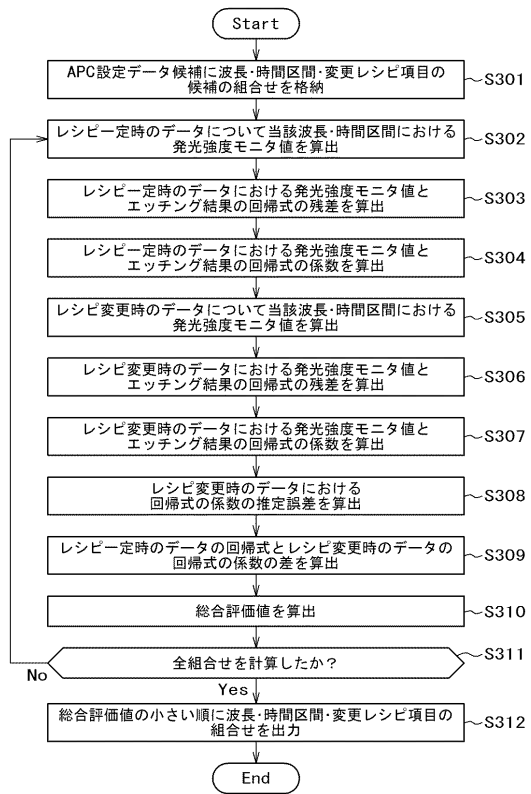 Start
APC設定データ候補に波長・時間区間・変更レシピ項目の
候補の組合せを格納
S301
レシピ一定時のデータについて当該波長・時間区間における
発光強度モニタ値を算出
S302
レシピ一定時のデータにおける発光強度モニタ値と
エッチング結果の回帰式の残差を算出
S303
レシピ一定時のデータにおける発光強度モニタ値と
エッチング結果の回帰式の係数を算出
S304
レシピ変更時のデータについて当該波長・時間区間における
発光強度モニタ値を算出
S305
レシピ変更時のデータにおける発光強度モニタ値と
エッチング結果の回帰式の残差を算出
S306
レシピ変更時のデータにおける発光強度モニタ値と
エッチング結果の回帰式の係数を算出
S307
レシピ変更時のデータにおける
回帰式の係数の推定誤差を算出
S308
レシピ一定時のデータの回帰式とレシピ変更時のデータの
回帰式の係数の差を算出
S309
総合評価値を算出
S310
全組合せを計算したか？
S311
No
Yes
総合評価値の小さい順に波長・時間区間・変更レシピ項目の
組合せを出力
S312
End